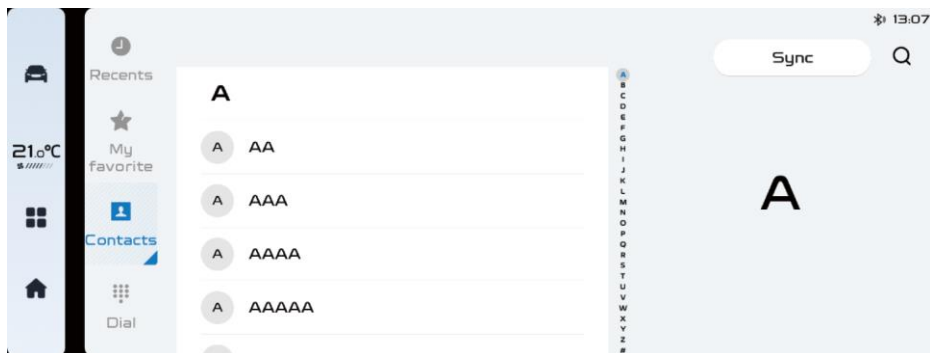 13:07
Sync
Recents
My
favorite
Contacts
Dial
21.0°C
A
A AA
A AAA
A AAAA
A AAAAA
A
B
C
D
E
F
G
H
I
J
K
L
M
N
O
P
Q
R
S
T
U
V
W
X
Y
Z
#
A